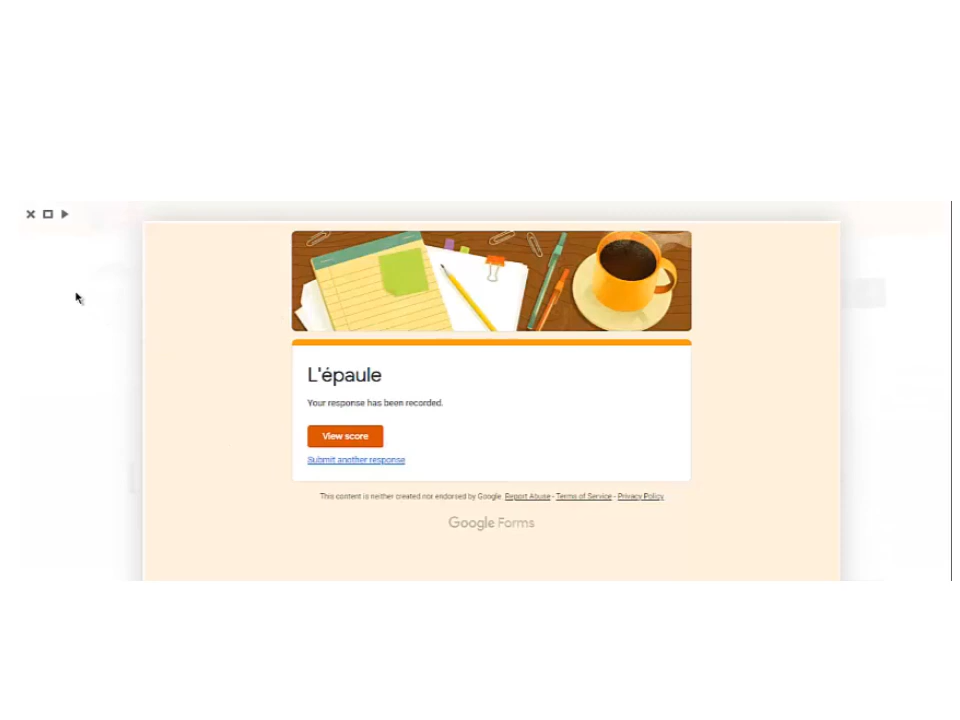 L'épaule
Your response has been recorded.
View score
Submit another response
This content is neither created nor endorsed by Google. Report Abuse - Terms of Service - Privacy Policy
Google Forms